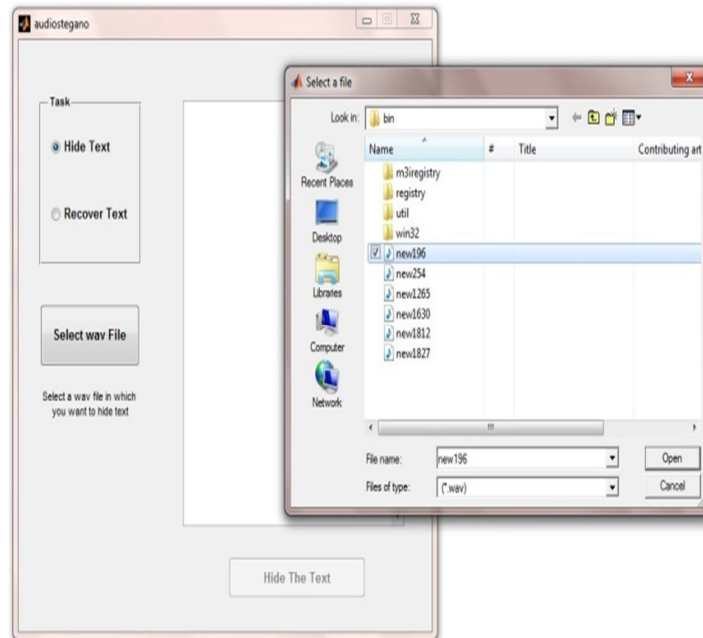 audiostegano
Task
Hide Text
Recover Text
Select wav File
Select a wav file in which
you want to hide text
Hide The Text
Select a file
Look in:
bin
Recent Places
Desktop
Libraries
Computer
Network
Name # Title Contributing art
m3iregistry
registry
util
win32
new196
new254
new1265
new1630
new1812
new1827
File name: new196 Open
Files of type: (*.wav) Cancel